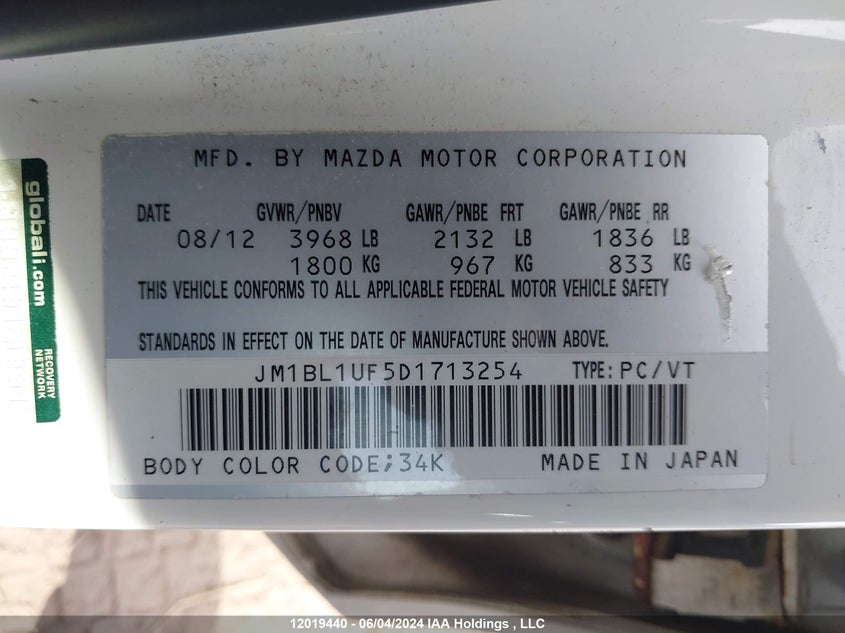 MFD. BY MAZDA MOTOR CORPORATION
DATE GVWR/PNBV GAWR/PNBE FRT GAWR/PNBE RR
08/12 3968 LB 2132 LB 1836 LB
1800 KG 967 KG 833 KG
THIS VEHICLE CONFORMS TO ALL APPLICABLE FEDERAL MOTOR VEHICLE SAFETY
STANDARDS IN EFFECT ON THE DATE OF MANUFACTURE SHOWN ABOVE.
JM1BL1UF5D1713254 TYPE: PC/VT
BODY COLOR CODE;34K MADE IN JAPAN
globali.com
RECOVERY
NETWORK
12019440 - 06/04/2024 IAA Holdings , LLC